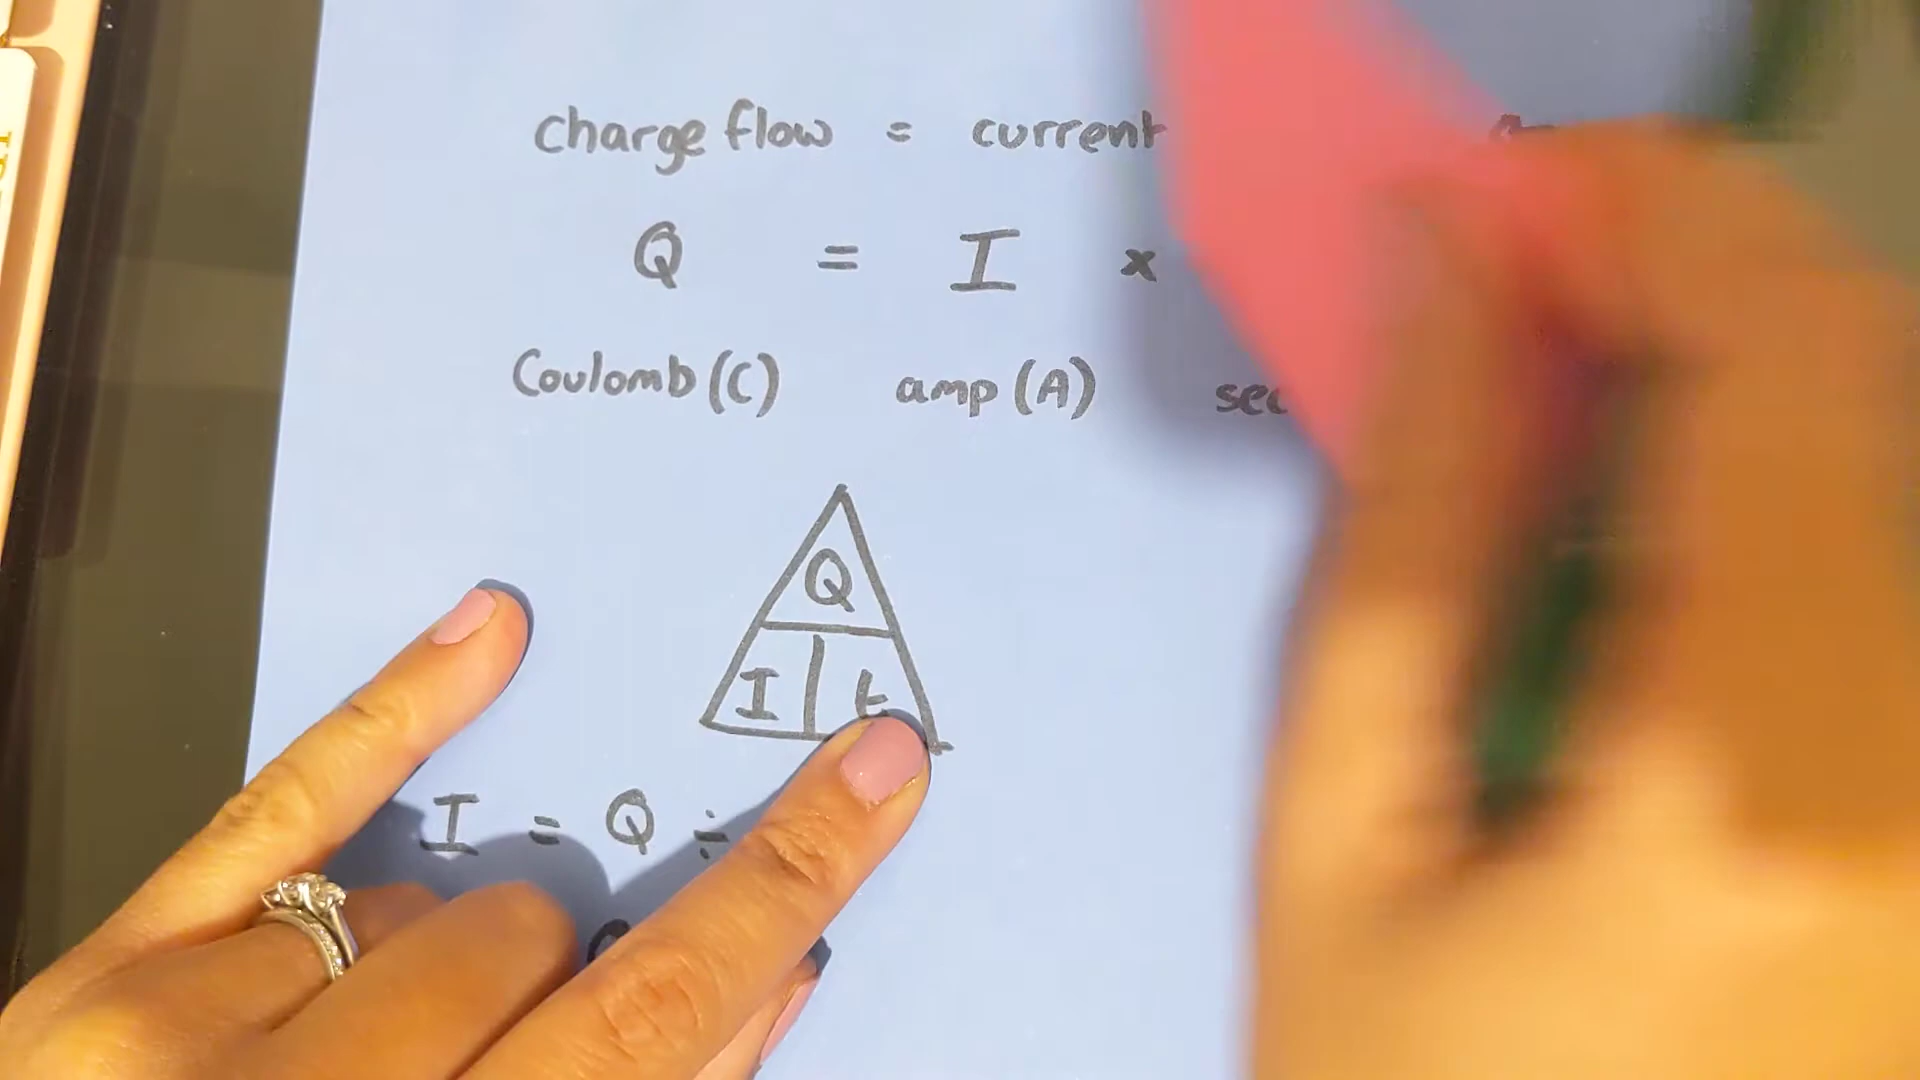 charge flow = current
Q = I ×
Coulomb (C) amp (A)
Q
I t
I = Q ÷